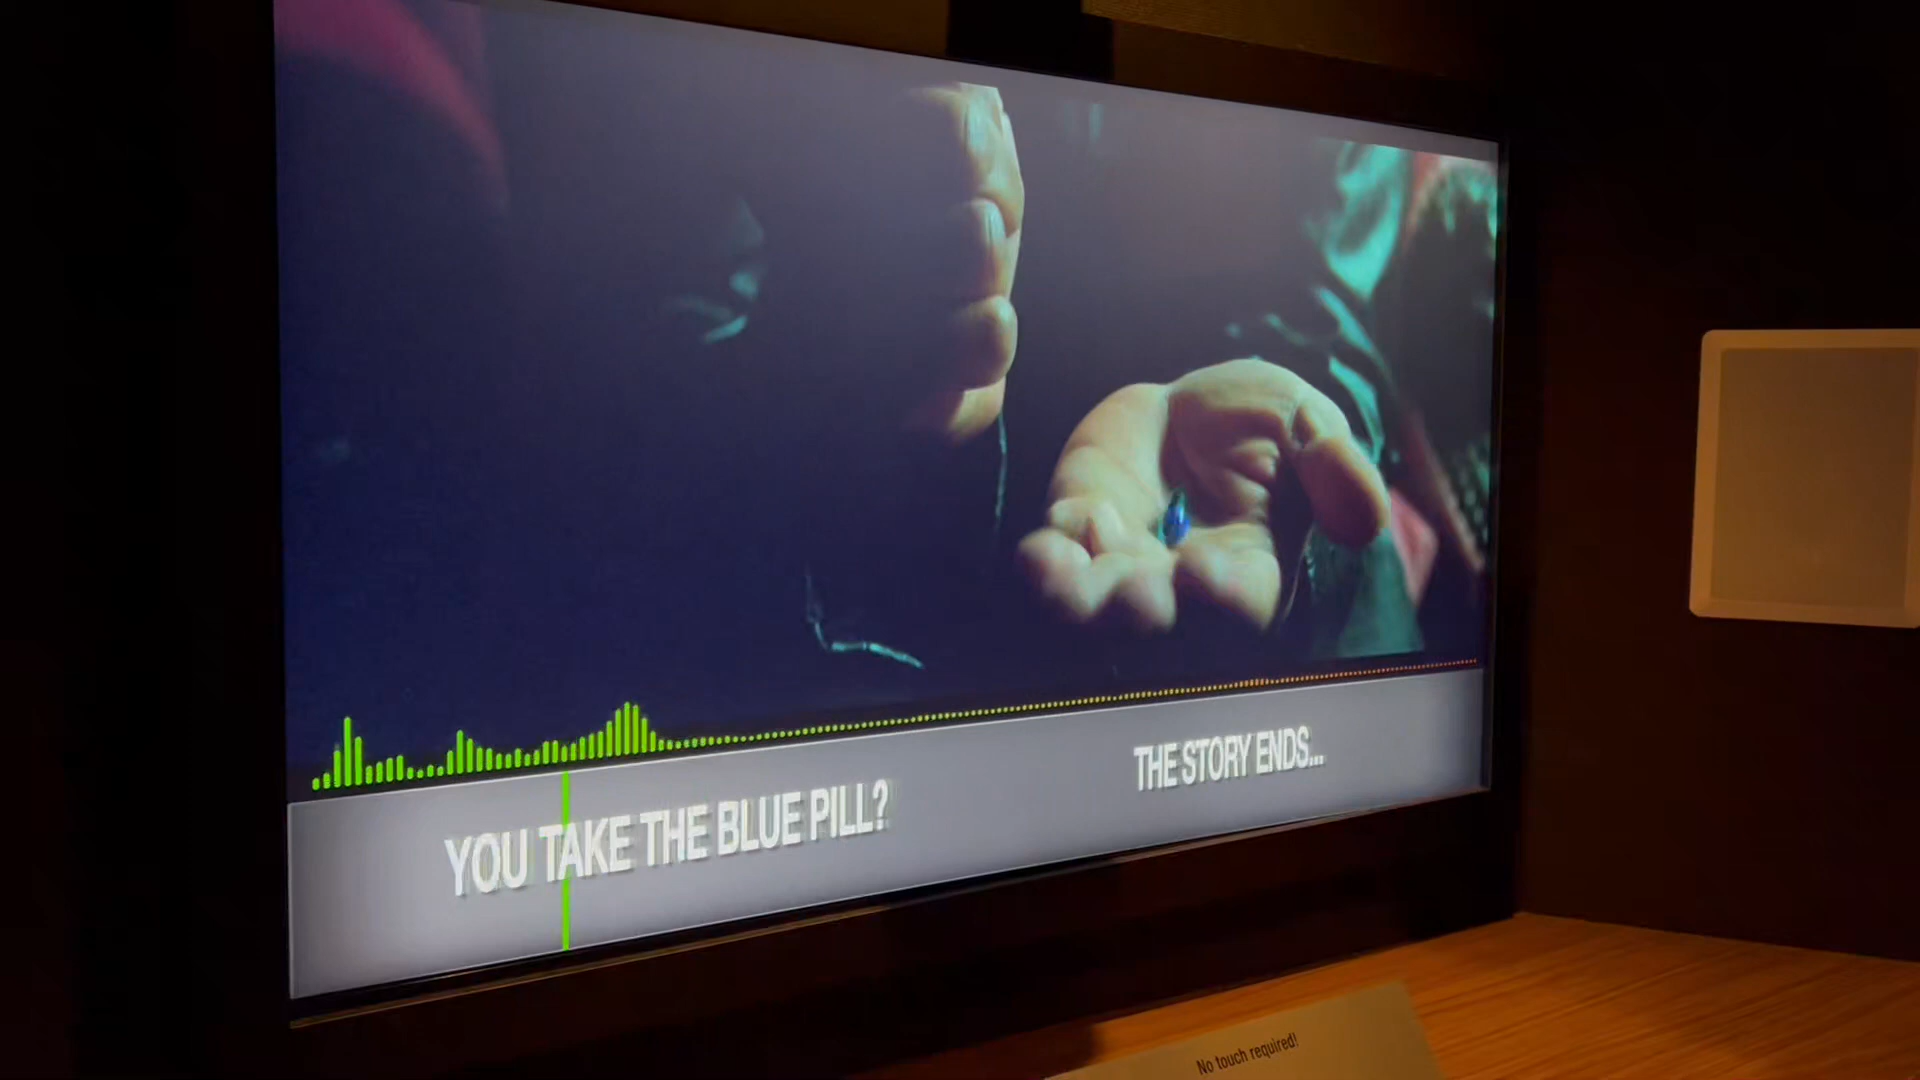 YOU TAKE THE BLUE PILL?
THE STORY ENDS...
No touch required!